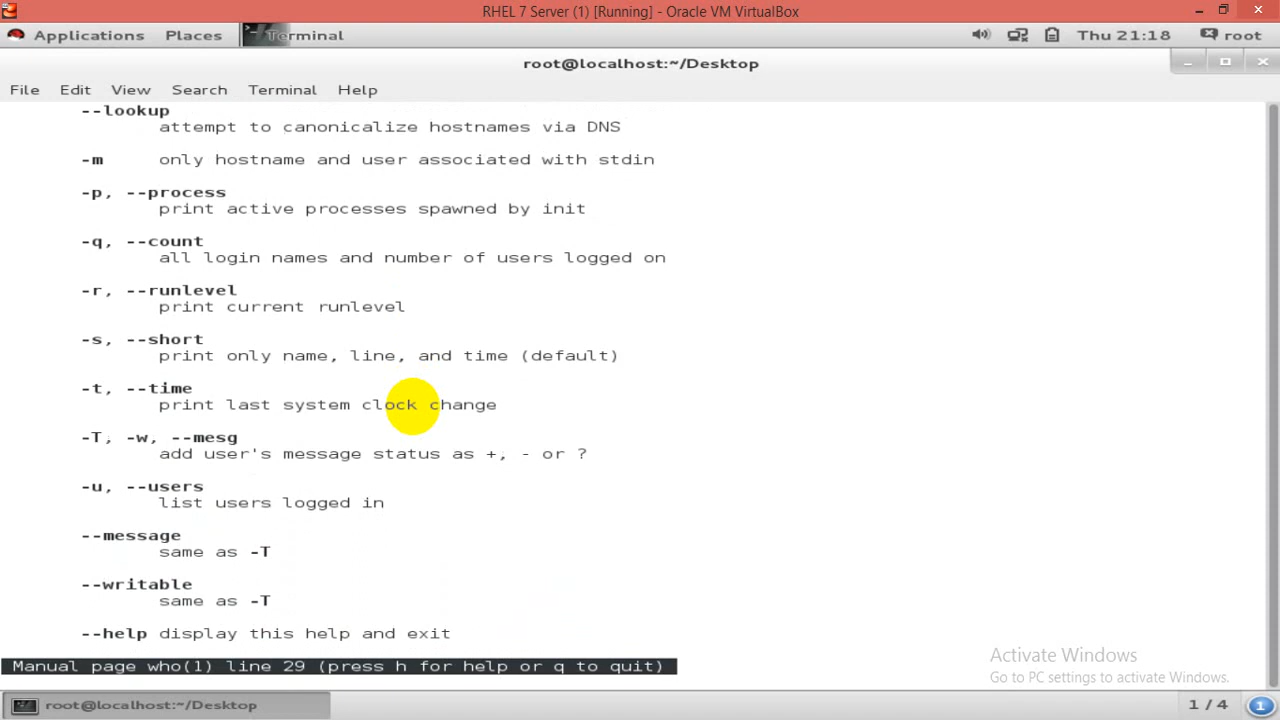 RHEL 7 Server (1) [Running] - Oracle VM VirtualBox
Applications Places Terminal Thu 21:18 root
root@localhost:~/Desktop
File Edit View Search Terminal Help
--lookup
attempt to canonicalize hostnames via DNS
-m only hostname and user associated with stdin
-p, --process
print active processes spawned by init
-q, --count
all login names and number of users logged on
-r, --runlevel
print current runlevel
-s, --short
print only name, line, and time (default)
-t, --time
print last system clock change
-T, -w, --mesg
add user's message status as +, - or ?
-u, --users
list users logged in
--message
same as -T
--writable
same as -T
--help display this help and exit
Manual page who(1) line 29 (press h for help or q to quit)
Activate Windows
Go to PC settings to activate Windows.
root@localhost:~/Desktop 1 / 4 1